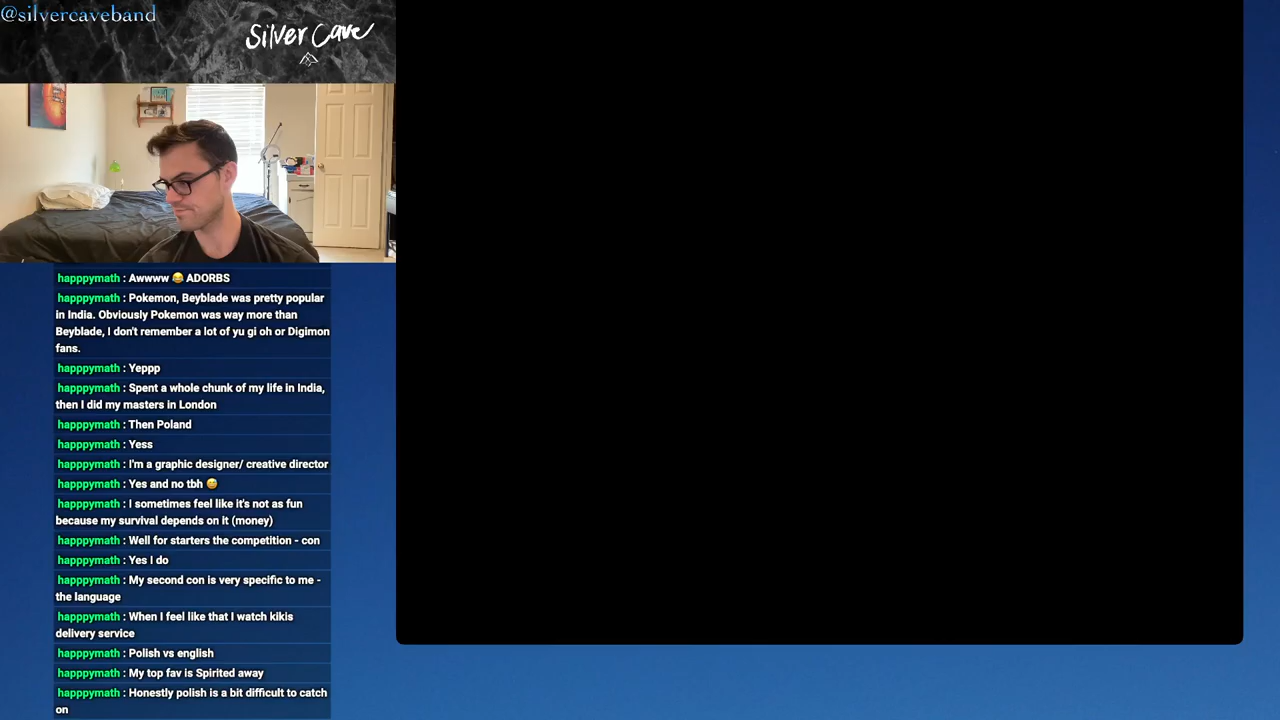 @silvercaveband
Silver Cave
happpymath : Awwww 😂 ADORBS
happpymath : Pokemon, Beyblade was pretty popular
in India. Obviously Pokemon was way more than
Beyblade, I don't remember a lot of yu gi oh or Digimon
fans.
happpymath : Yeppp
happpymath : Spent a whole chunk of my life in India,
then I did my masters in London
happpymath : Then Poland
happpymath : Yess
happpymath : I'm a graphic designer/ creative director
happpymath : Yes and no tbh 😅
happpymath : I sometimes feel like it's not as fun
because my survival depends on it (money)
happpymath : Well for starters the competition - con
happpymath : Yes I do
happpymath : My second con is very specific to me -
the language
happpymath : When I feel like that I watch kikis
delivery service
happpymath : Polish vs english
happpymath : My top fav is Spirited away
happpymath : Honestly polish is a bit difficult to catch
on